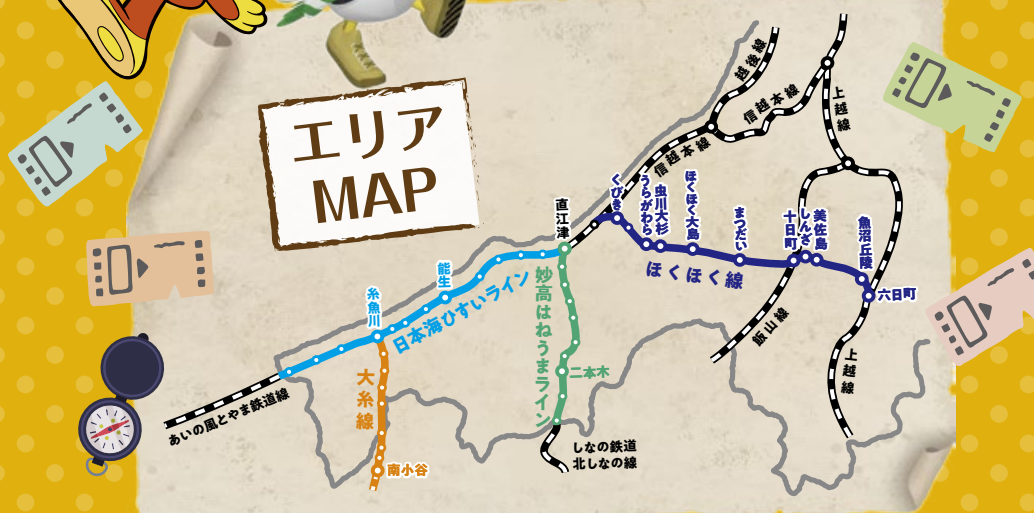 エリア
MAP
越後線
信越本線
上越線
信越本線
くびき
うらがわら
虫川大杉
ほくほく大島
まつだい
十日町
しんざ
美佐島
魚沼丘陵
六日町
ほくほく線
直江津
能生
糸魚川
日本海ひすいライン
妙高はねうまライン
二本木
大糸線
南小谷
あいの風とやま鉄道線
しなの鉄道
北しなの線
飯山線
上越線